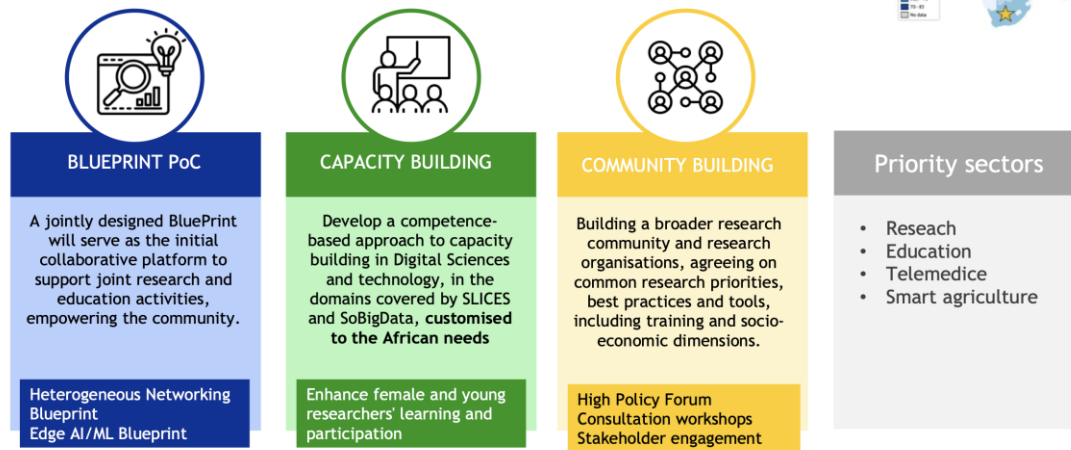 75 - 83
No data
BLUEPRINT PoC
A jointly designed BluePrint
will serve as the initial
collaborative platform to
support joint research and
education activities,
empowering the community.
Heterogeneous Networking
Blueprint
Edge AI/ML Blueprint
CAPACITY BUILDING
Develop a competence-
based approach to capacity
building in Digital Sciences
and technology, in the
domains covered by SLICES
and SoBigData, customised
to the African needs
Enhance female and young
researchers' learning and
participation
COMMUNITY BUILDING
Building a broader research
community and research
organisations, agreeing on
common research priorities,
best practices and tools,
including training and socio-
economic dimensions.
High Policy Forum
Consultation workshops
Stakeholder engagement
Priority sectors
• Reseach
• Education
• Telemedice
• Smart agriculture